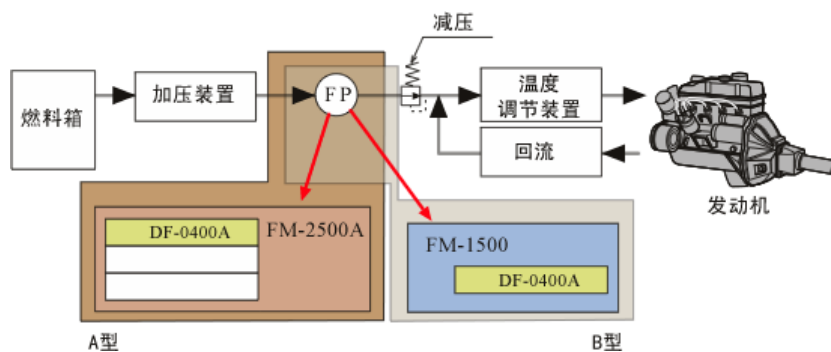 减压
燃料箱
加压装置
FP
温度
调节装置
回流
发动机
DF-0400A
FM-2500A
FM-1500
DF-0400A
A型
B型